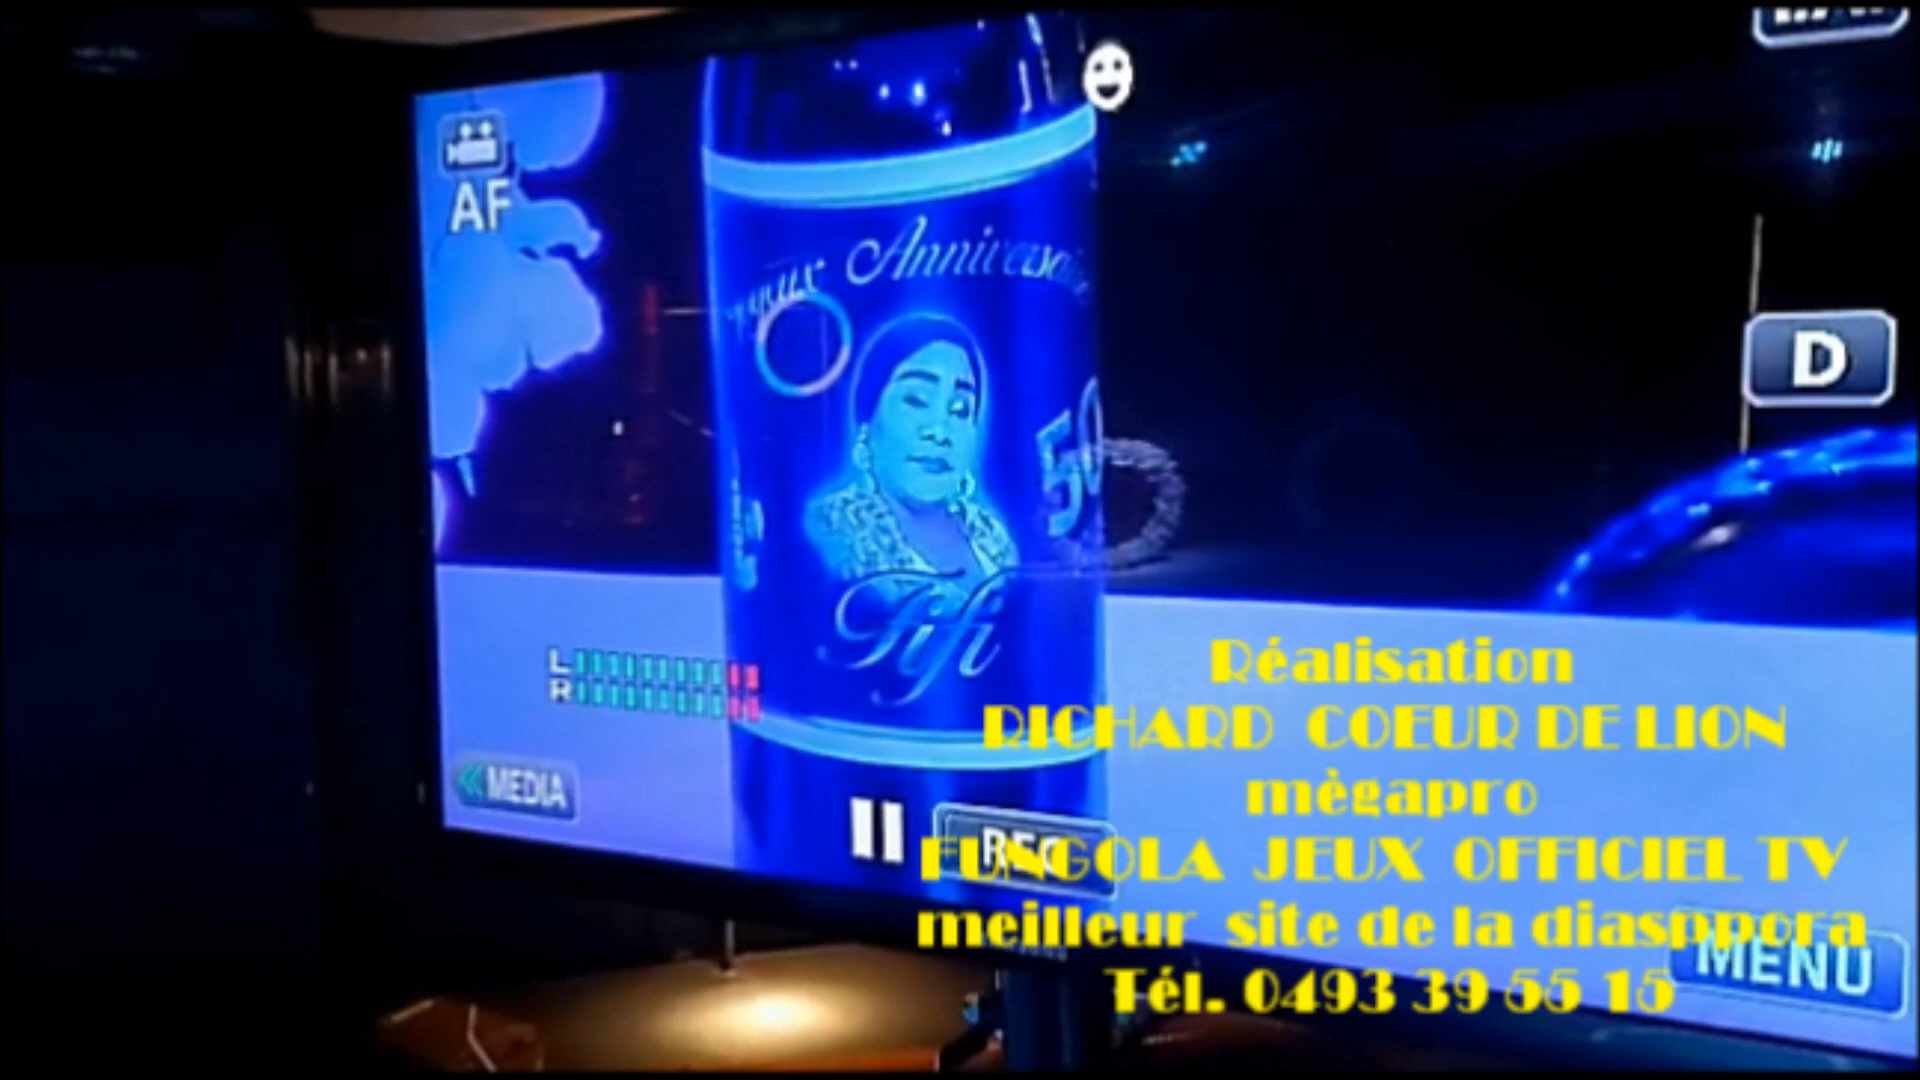 AF
Anniversaire
D
50
Fifi
L
R
MEDIA
REC
MENU
Réalisation
RICHARD COEUR DE LION
mègapro
FUNGOLA JEUX OFFICIEL TV
meilleur site de la diasppora
Tél. 0493 39 55 15